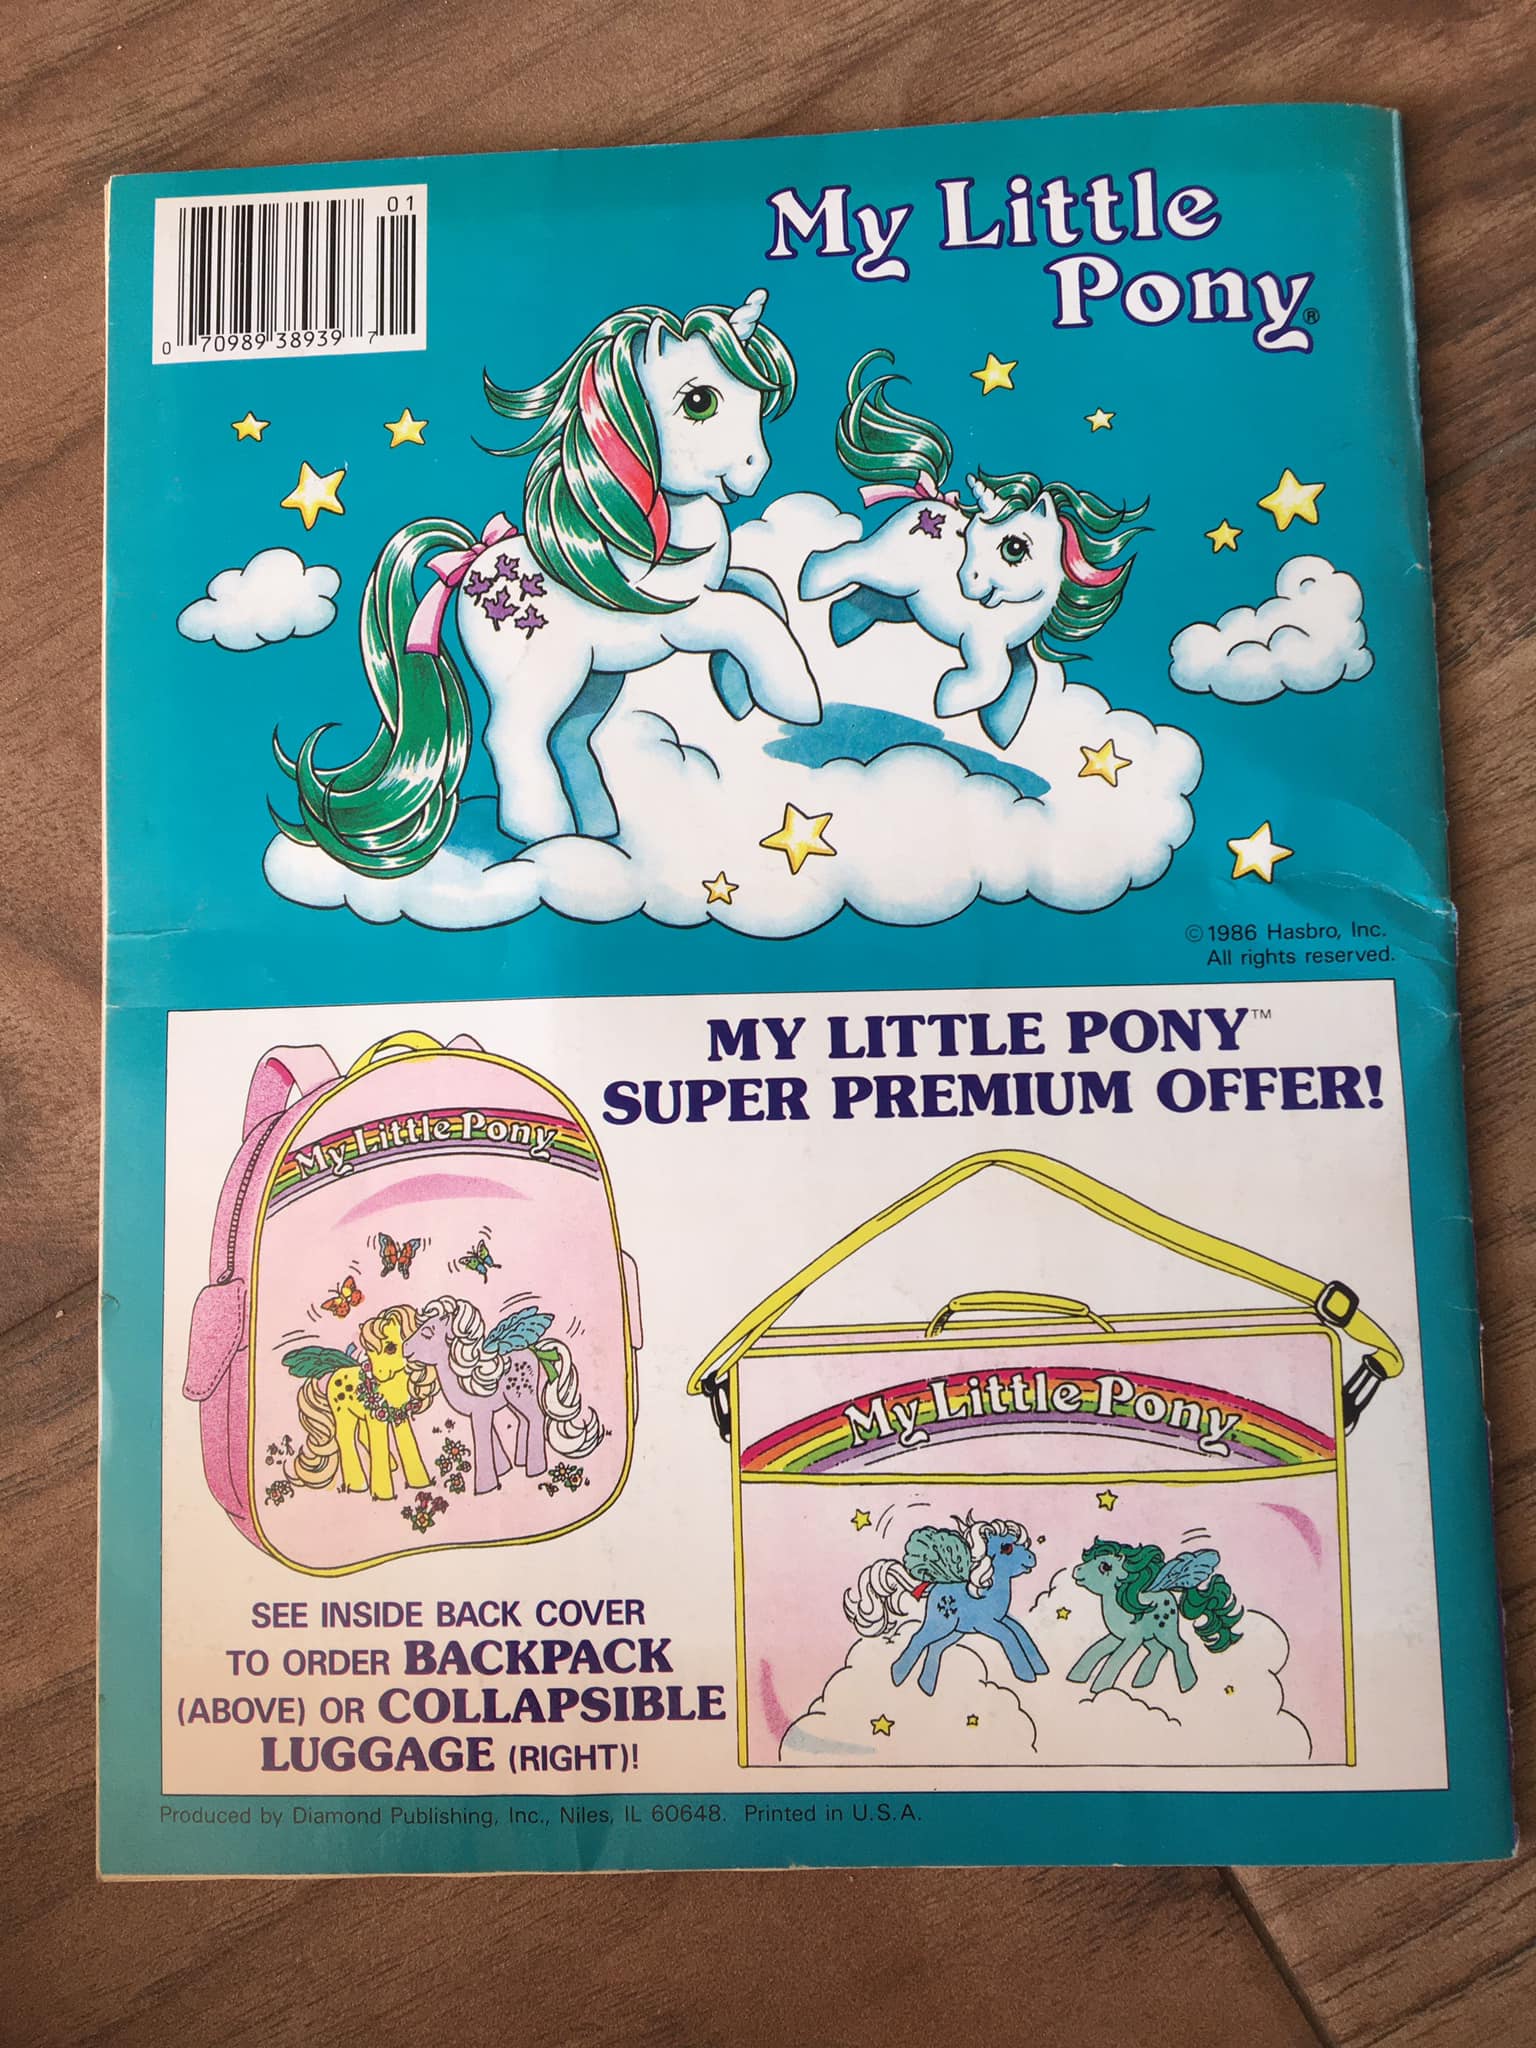 01
0 70989 38939 7
My Little
Pony®
©1986 Hasbro, Inc.
All rights reserved.
MY LITTLE PONY™
SUPER PREMIUM OFFER!
My Little Pony
My Little Pony
SEE INSIDE BACK COVER
TO ORDER BACKPACK
(ABOVE) OR COLLAPSIBLE
LUGGAGE (RIGHT)!
Produced by Diamond Publishing, Inc., Niles, IL 60648. Printed in U.S.A.